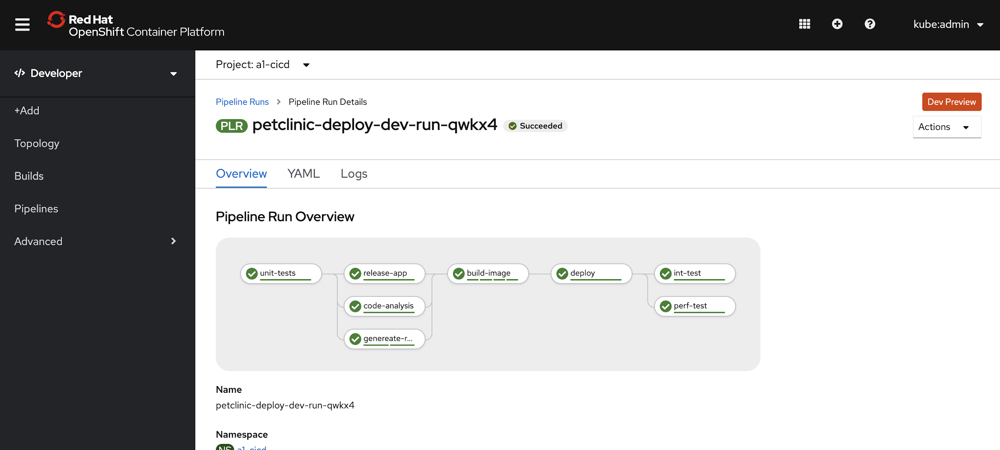 Red Hat
OpenShift Container Platform
kube:admin
Developer
+Add
Topology
Builds
Pipelines
Advanced
Project: a1-cicd
Pipeline Runs > Pipeline Run Details
Dev Preview
PLR petclinic-deploy-dev-run-qwkx4 Succeeded
Actions
Overview YAML Logs
Pipeline Run Overview
unit-tests release-app build-image deploy int-test
code-analysis perf-test
genereate-r...
Name
petclinic-deploy-dev-run-qwkx4
Namespace
NS a1-cicd